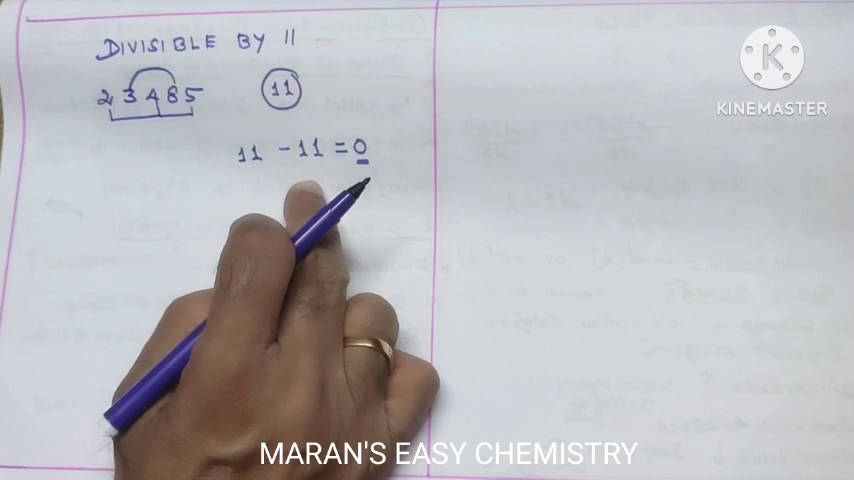 DIVISIBLE BY 11
23485 11
11 - 11 = 0
K
KINEMASTER
MARAN'S EASY CHEMISTRY